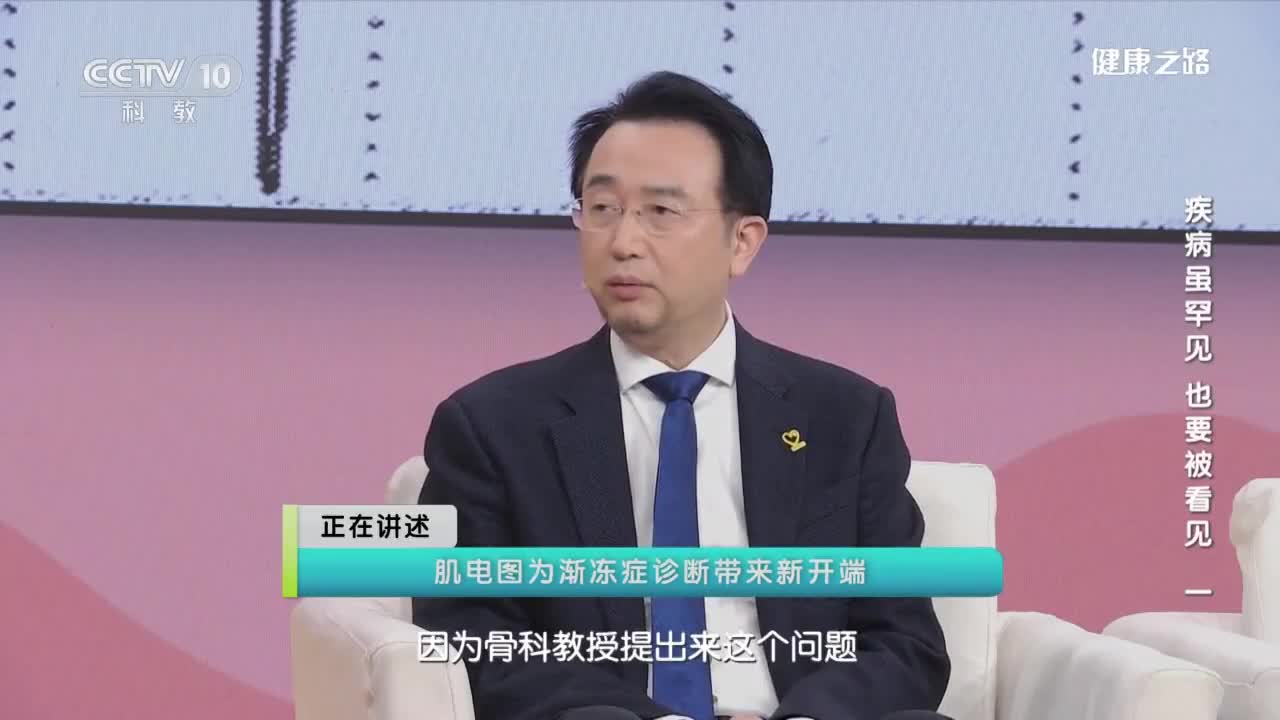 CCTV 10
科 教
健康之路
疾病虽罕见 也要被看见 一
正在讲述
肌电图为渐冻症诊断带来新开端
因为骨科教授提出来这个问题